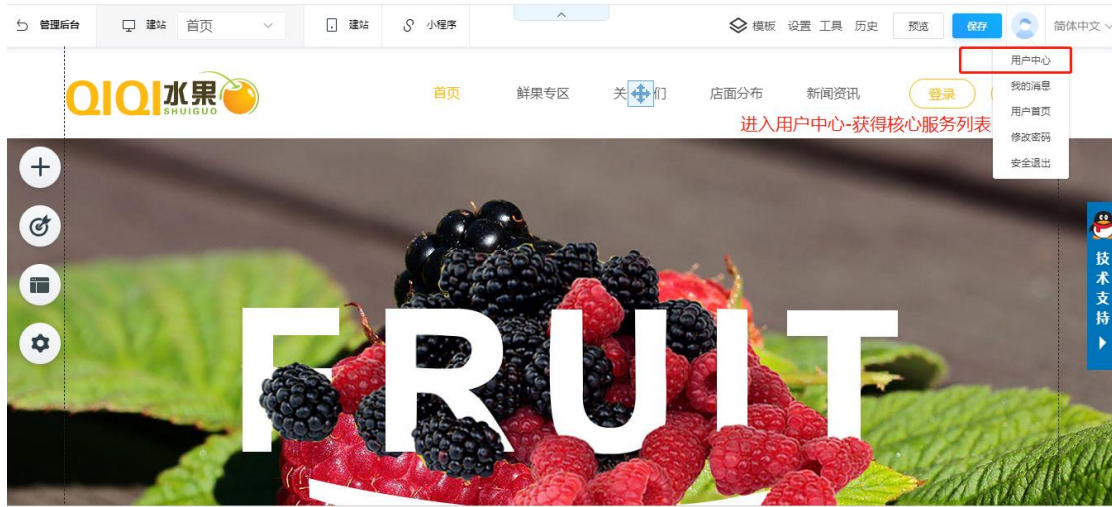 管理后台 建站 首页 建站 小程序 模板 设置 工具 历史 预览 保存 简体中文
用户中心
我的消息
用户首页
修改密码
安全退出
QIQI水果
SHUIGUO
首页 鲜果专区 关 们 店面分布 新闻资讯 登录
进入用户中心-获得核心服务列表
技术支持
FRUIT